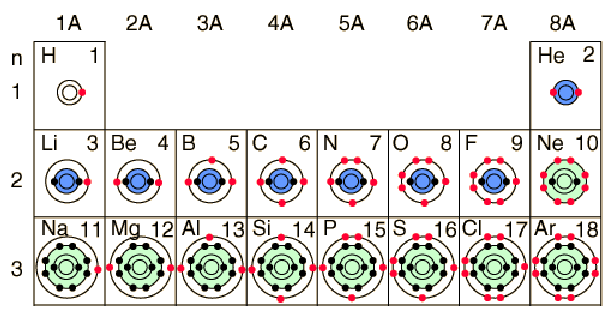 1A 2A 3A 4A 5A 6A 7A 8A
n H 1 He 2
1
Li 3 Be 4 B 5 C 6 N 7 O 8 F 9 Ne 10
2
Na 11 Mg 12 Al 13 Si 14 P 15 S 16 Cl 17 Ar 18
3